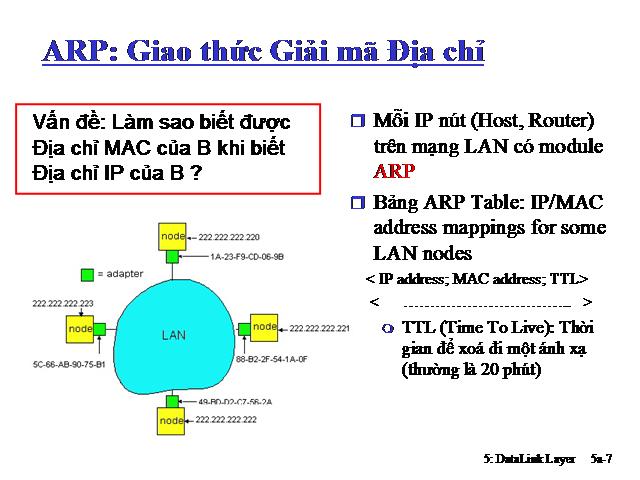 ARP: Giao thức Giải mã Địa chỉ
Vấn đề: Làm sao biết được
Địa chỉ MAC của B khi biết
Địa chỉ IP của B ?
Mỗi IP nút (Host, Router)
trên mạng LAN có module
ARP
Bảng ARP Table: IP/MAC
address mappings for some
LAN nodes
< IP address; MAC address; TTL>
< ................................... >
TTL (Time To Live): Thời
gian để xoá đi một ánh xạ
(thường là 20 phút)
node
222.222.222.220
1A-23-F9-CD-06-9B
= adapter
222.222.222.223
node
LAN
node
222.222.222.221
5C-66-AB-90-75-B1
88-B2-2F-54-1A-0F
49-BD-D2-C7-56-2A
node
222.222.222.222
5: DataLink Layer 5a-7